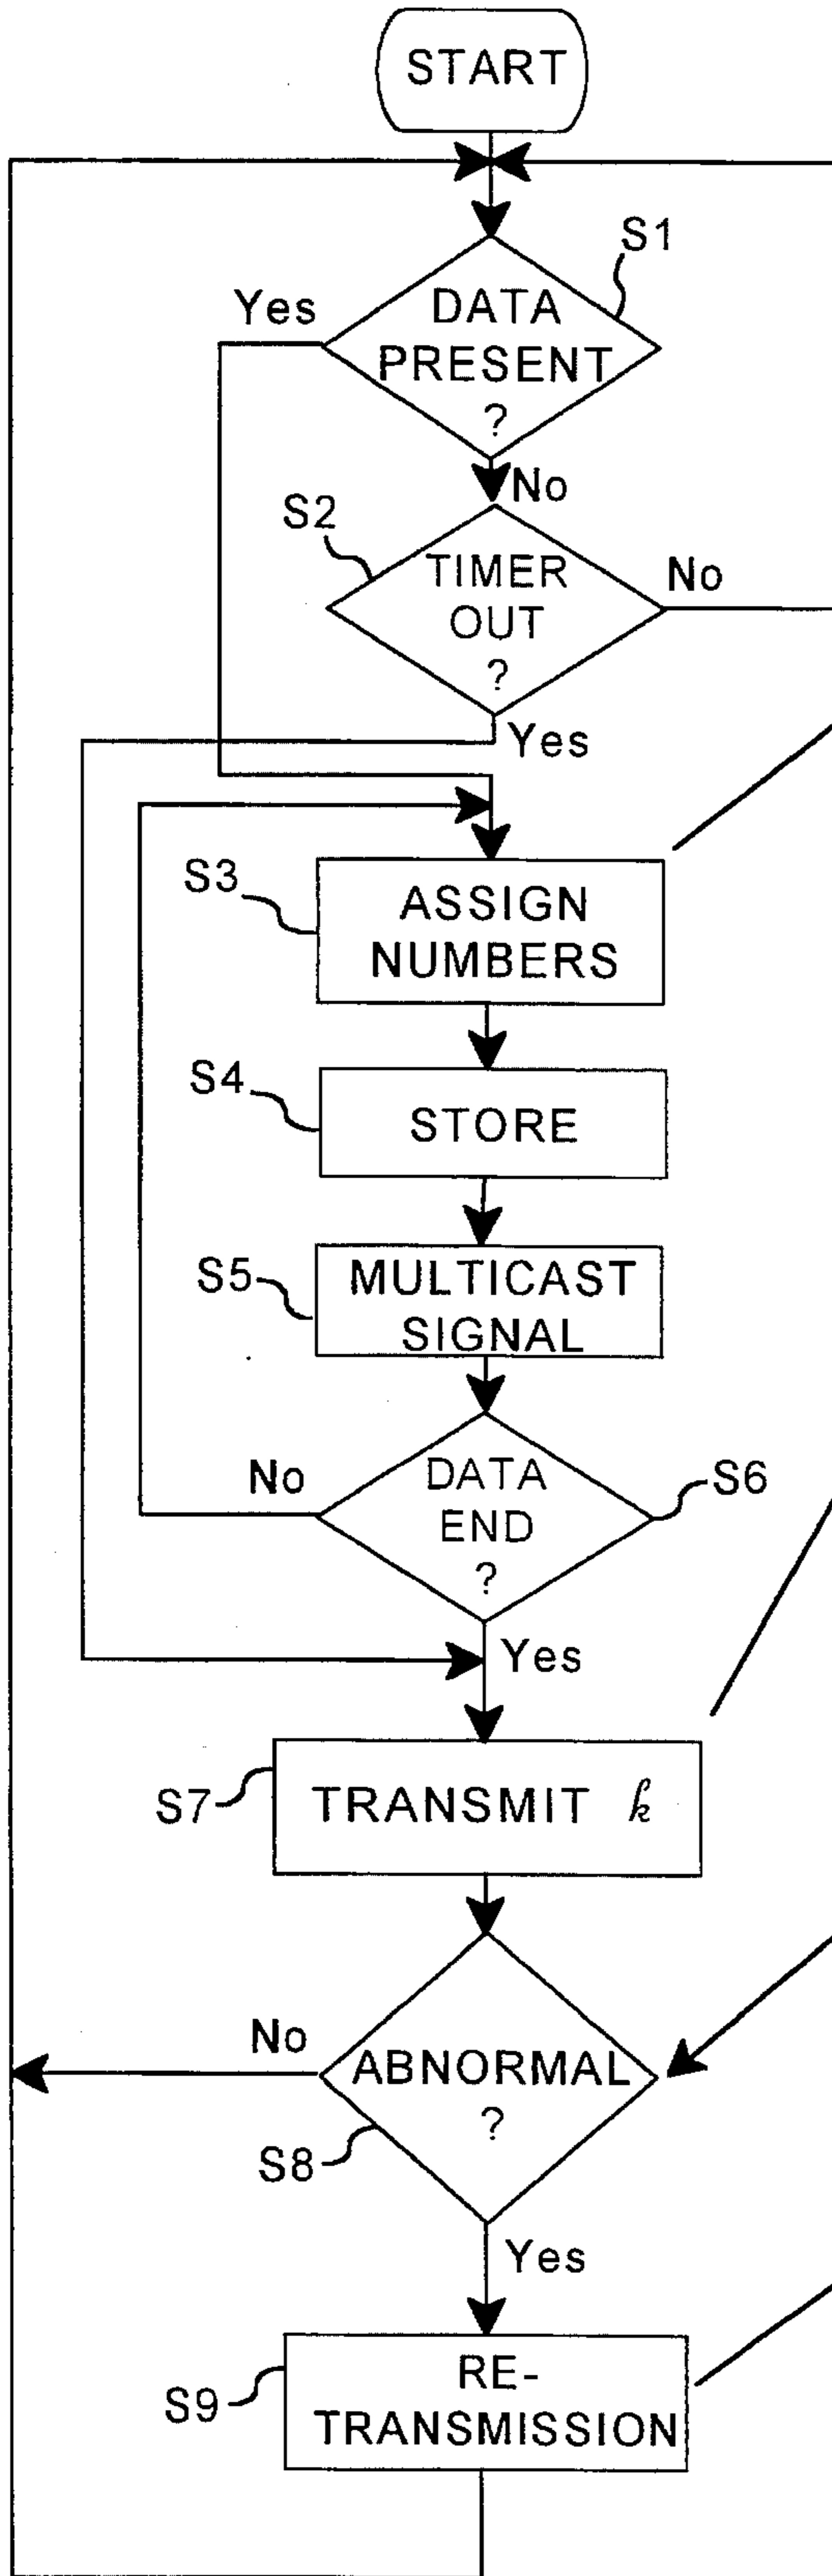 START
S1
Yes
DATA
PRESENT
?
No
S2
TIMER
OUT
?
No
Yes
S3
ASSIGN
NUMBERS
S4
STORE
S5
MULTICAST
SIGNAL
No
DATA
END
?
S6
Yes
S7
TRANSMIT k
No
ABNORMAL
?
S8
Yes
S9
RE-
TRANSMISSION